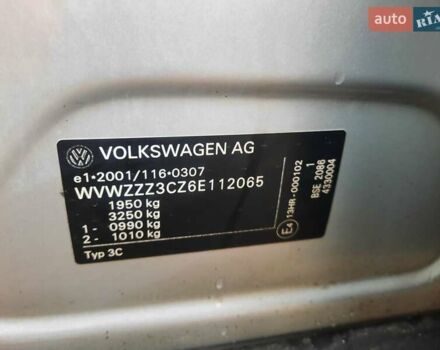 auto RIA
VOLKSWAGEN AG
e1•2001/116•0307
WVWZZZ3CZ6E112065
1950 kg
3250 kg
1 - 0990 kg
2 - 1010 kg
Typ 3C
E4 13HR-000102
1
BSE 2086
4330004